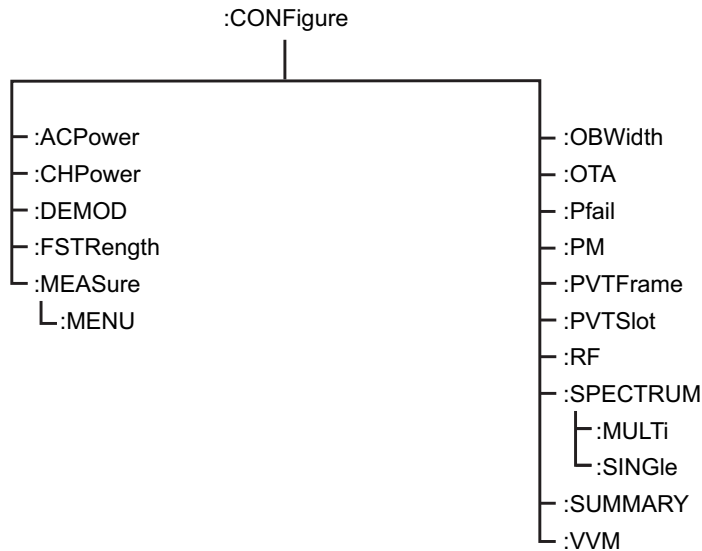 :CONFigure
:ACPower
:CHPower
:DEMOD
:FSTRength
:MEASure
:MENU
:OBWidth
:OTA
:Pfail
:PM
:PVTFrame
:PVTSlot
:RF
:SPECTRUM
:MULTi
:SINGle
:SUMMARY
:VVM